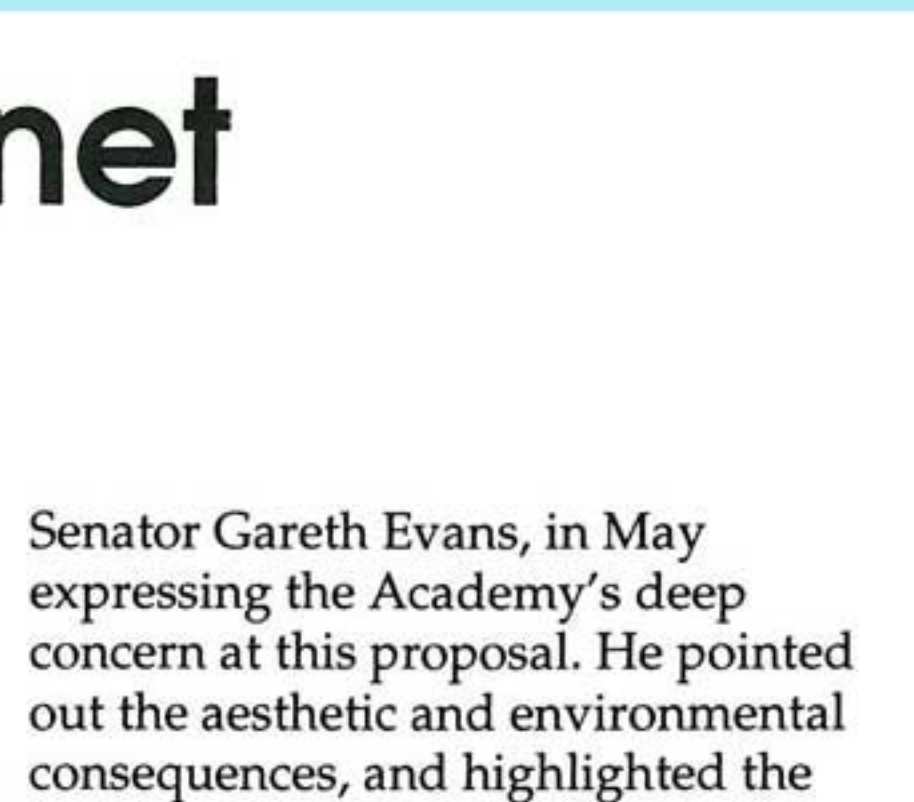 net
Senator Gareth Evans, in May
expressing the Academy's deep
concern at this proposal. He pointed
out the aesthetic and environmental
consequences, and highlighted the